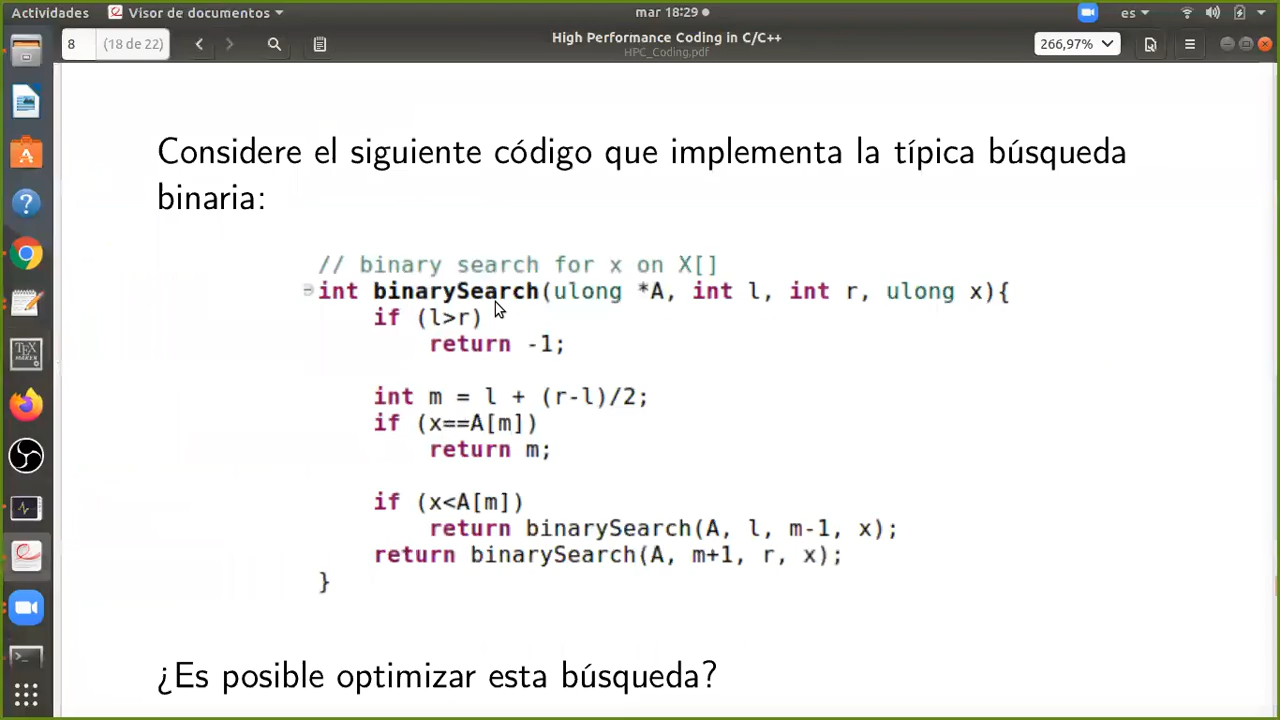 Actividades
Visor de documentos
mar 18:29
es
8
(18 de 22)
High Performance Coding in C/C++
HPC_Coding.pdf
266,97%
Considere el siguiente código que implementa la típica búsqueda
binaria:
// binary search for x on X[]
int binarySearch(ulong *A, int l, int r, ulong x){
if (l>r)
return -1;
int m = l + (r-l)/2;
if (x==A[m])
return m;
if (x<A[m])
return binarySearch(A, l, m-1, x);
return binarySearch(A, m+1, r, x);
}
¿Es posible optimizar esta búsqueda?